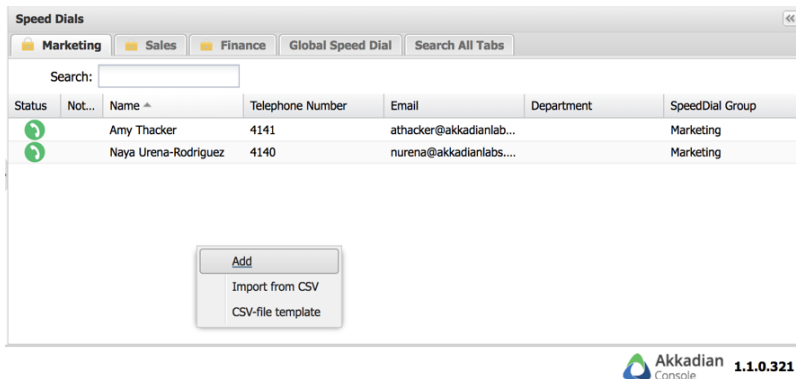 Speed Dials
Marketing Sales Finance Global Speed Dial Search All Tabs
Search:
Status Not... Name Telephone Number Email Department SpeedDial Group
Amy Thacker 4141 athacker@akkadianlab... Marketing
Naya Urena-Rodriguez 4140 nurena@akkadianlabs.... Marketing
Add
Import from CSV
CSV-file template
Akkadian 1.1.0.321
Console